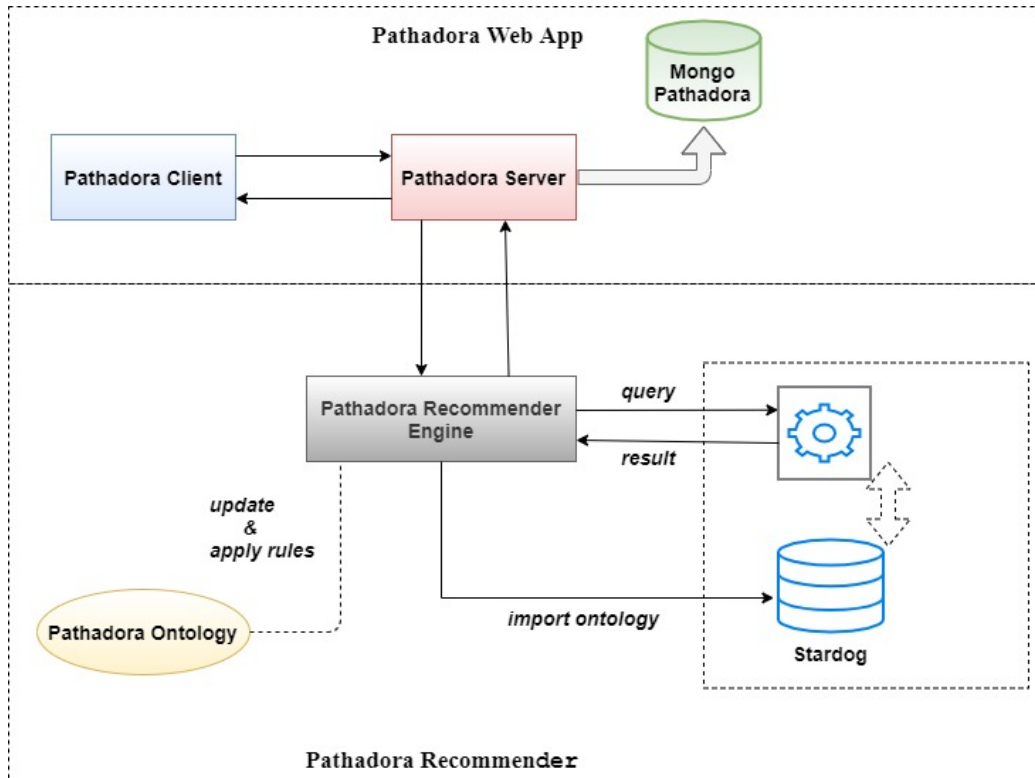 Pathadora Web App
Mongo
Pathadora
Pathadora Client
Pathadora Server
Pathadora Recommender
Engine
query
result
update
&
apply rules
Pathadora Ontology
import ontology
Stardog
Pathadora Recommender